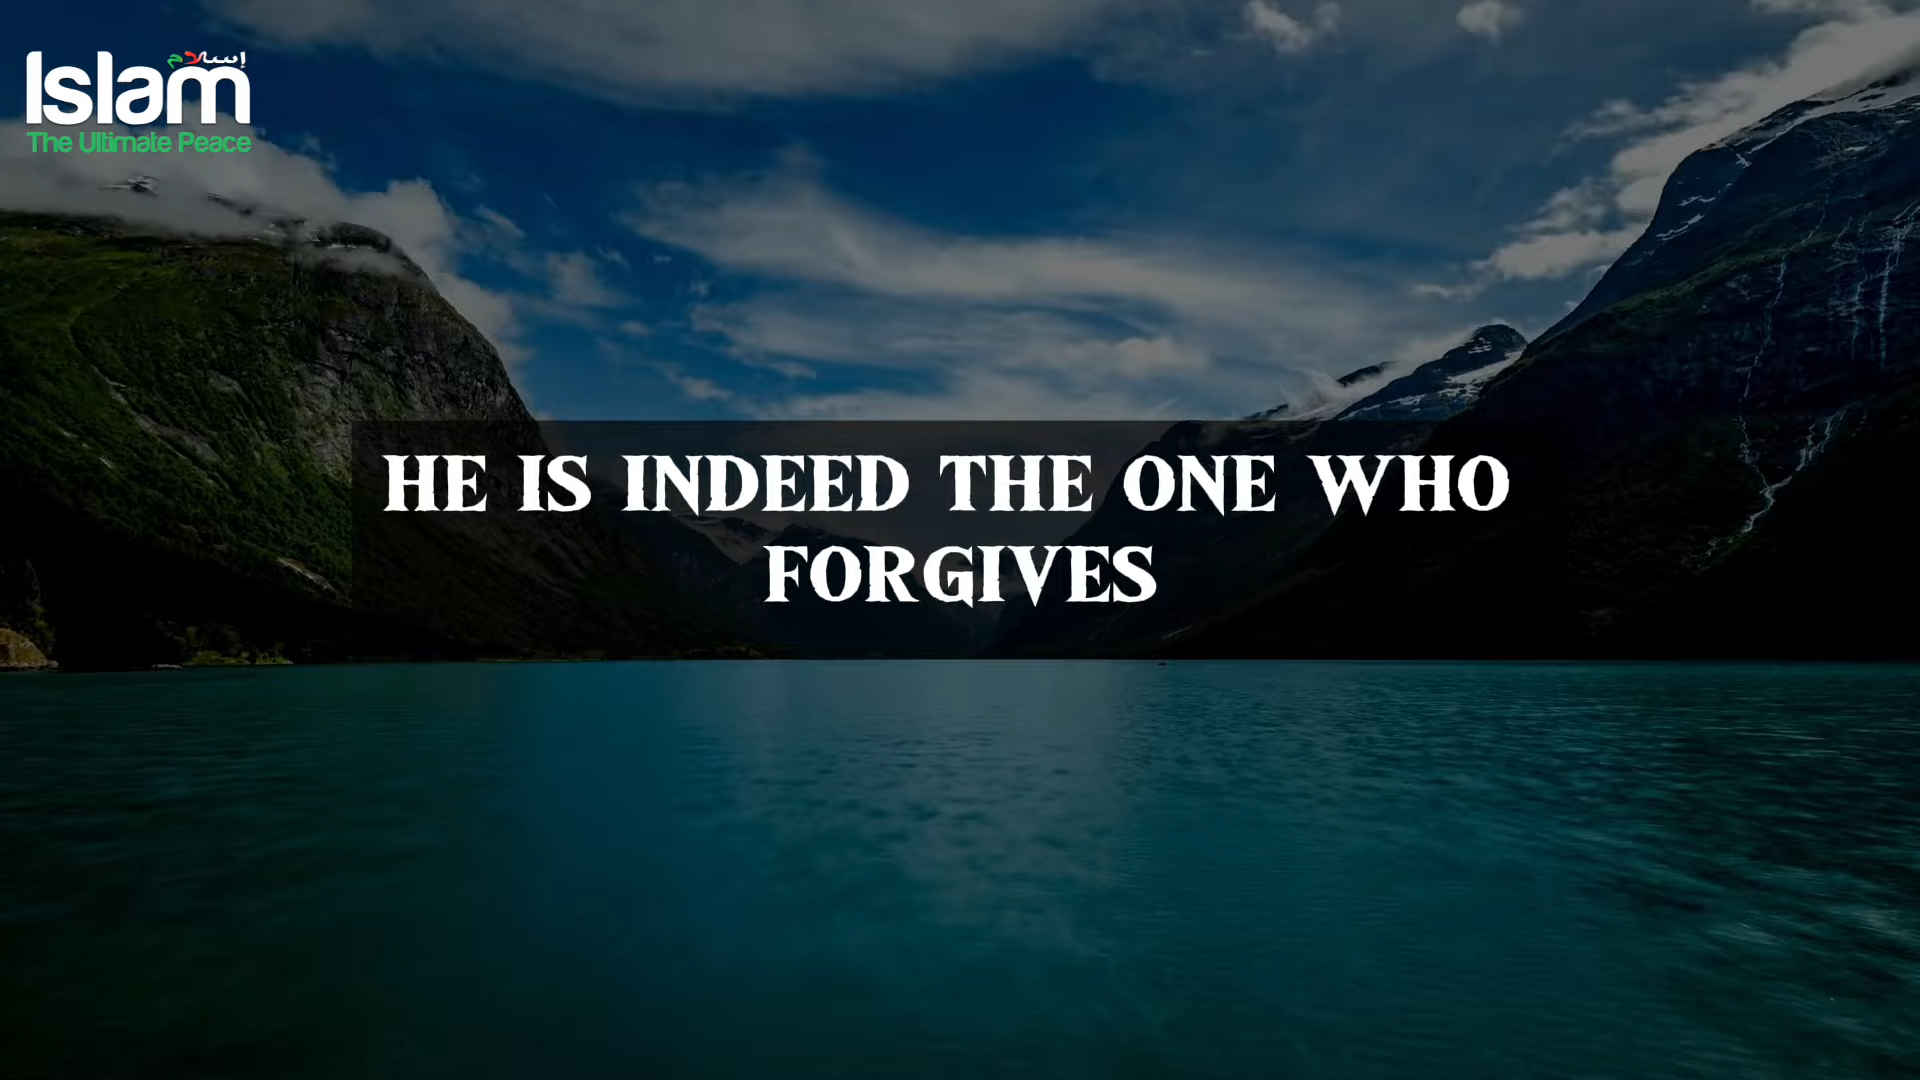 إسلام
Islam
The Ultimate Peace
HE IS INDEED THE ONE WHO
FORGIVES